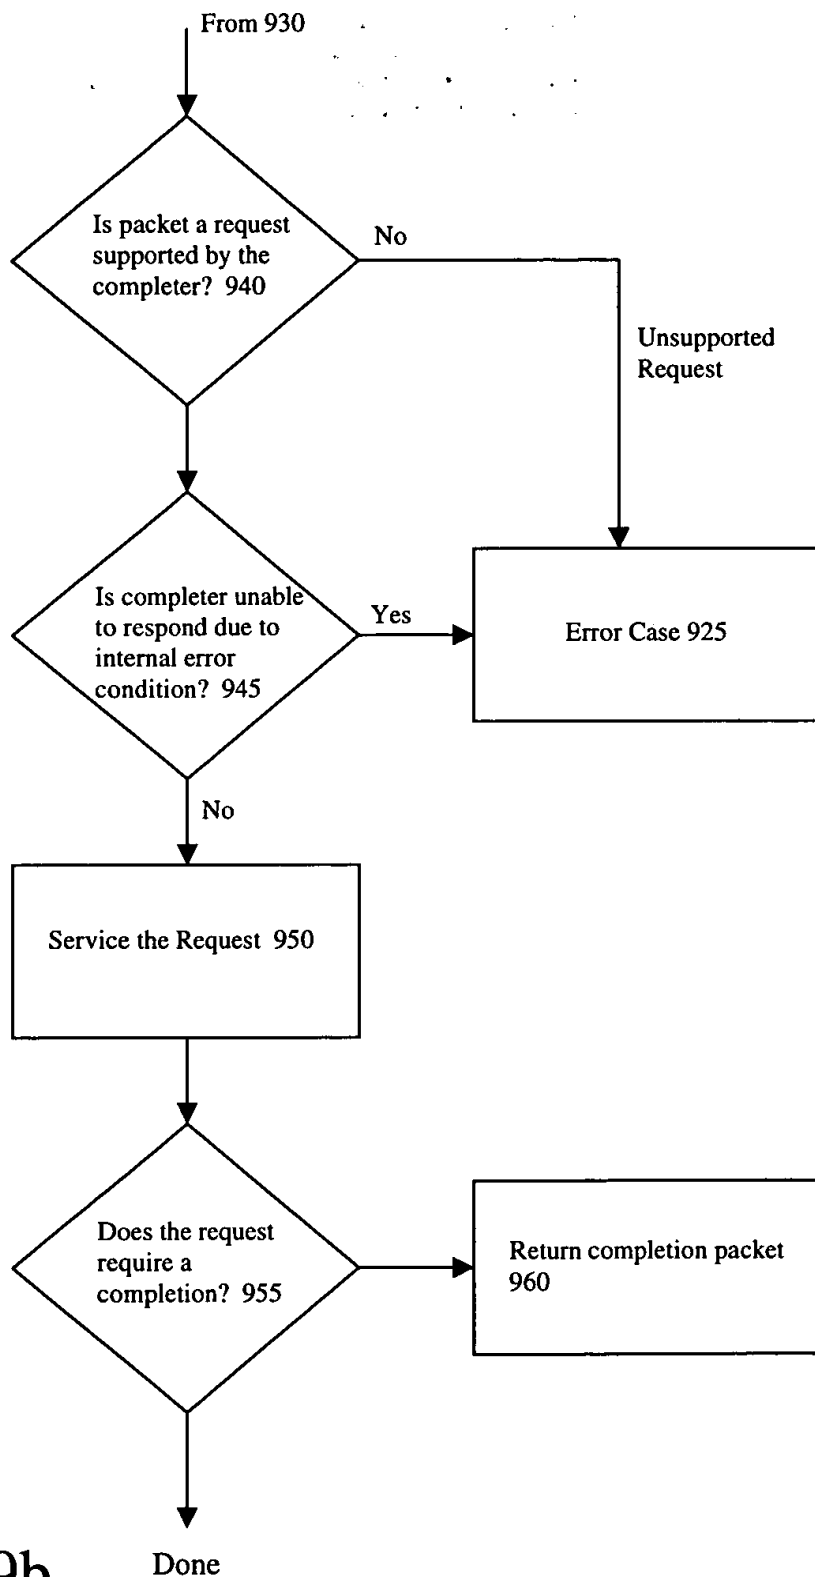 From 930
Is packet a request
supported by the
completer? 940
No
Unsupported
Request
Is completer unable
to respond due to
internal error
condition? 945
Yes
Error Case 925
No
Service the Request 950
Does the request
require a
completion? 955
Return completion packet
960
9b
Done